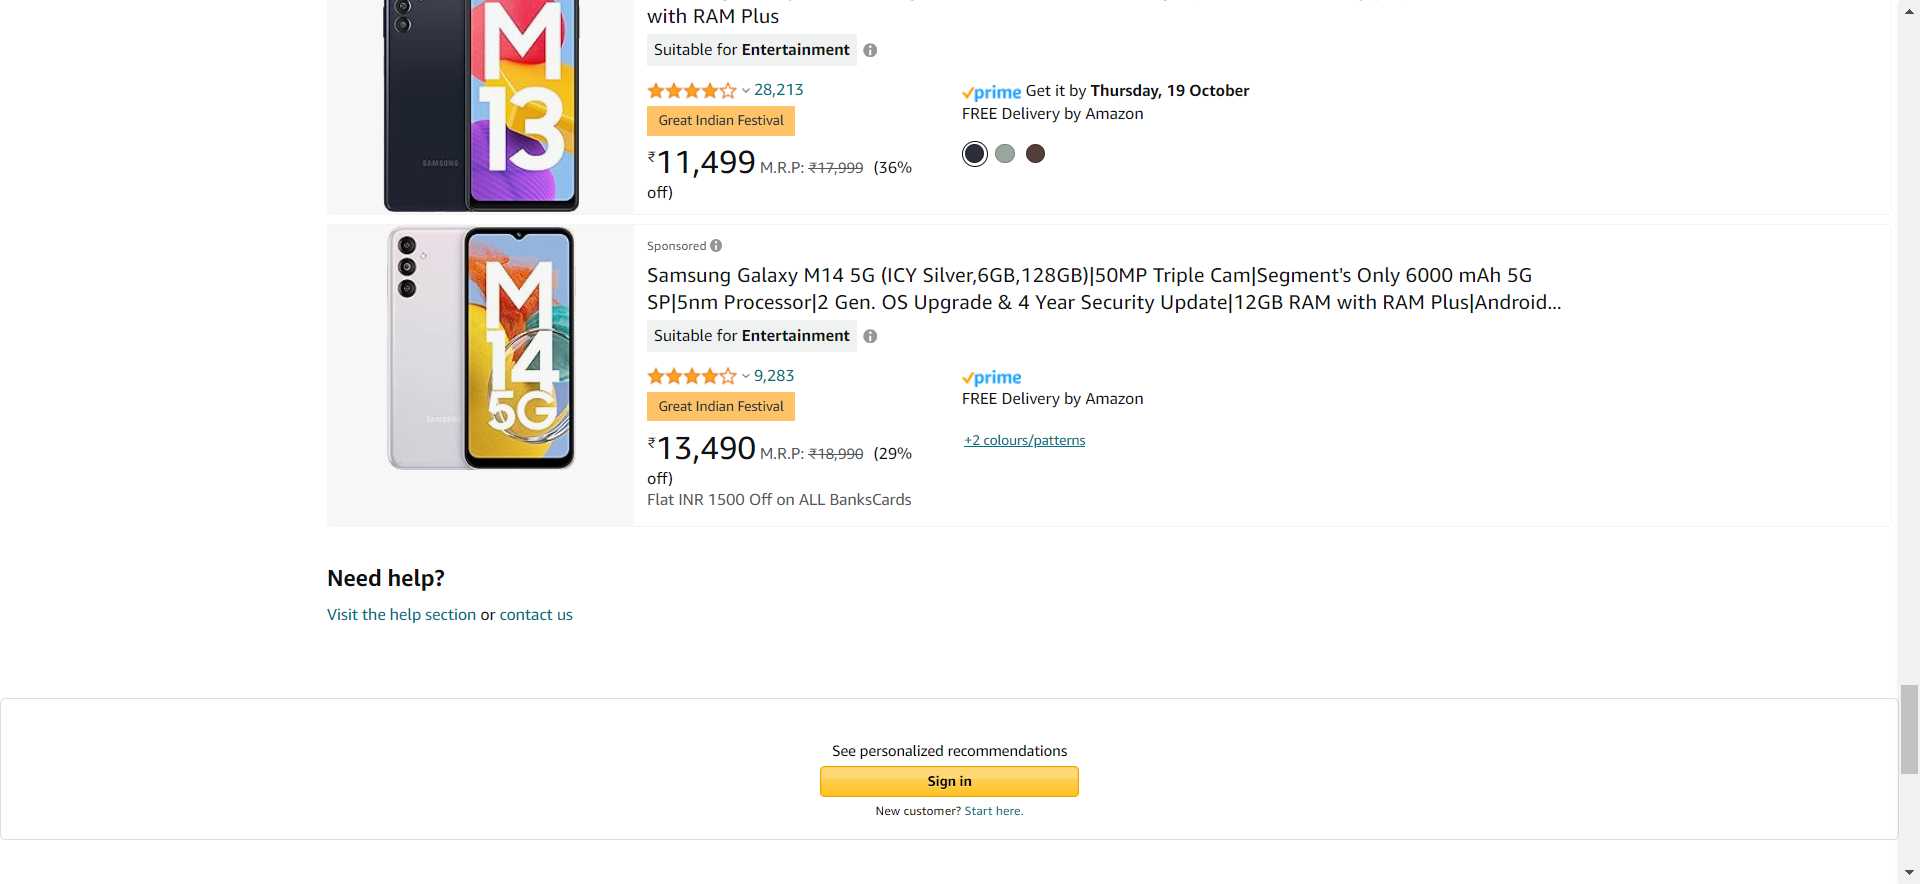 with RAM Plus
Suitable for Entertainment
28,213
prime Get it by Thursday, 19 October
FREE Delivery by Amazon
Great Indian Festival
₹11,499 M.R.P: ₹17,999 (36%
off)
M
13
SAMSUNG
Sponsored
Samsung Galaxy M14 5G (ICY Silver,6GB,128GB)|50MP Triple Cam|Segment's Only 6000 mAh 5G
SP|5nm Processor|2 Gen. OS Upgrade & 4 Year Security Update|12GB RAM with RAM Plus|Android...
Suitable for Entertainment
9,283
prime
FREE Delivery by Amazon
Great Indian Festival
+2 colours/patterns
₹13,490 M.R.P: ₹18,990 (29%
off)
Flat INR 1500 Off on ALL BanksCards
M
14
5G
SAMSUNG
Need help?
Visit the help section or contact us
See personalized recommendations
Sign in
New customer? Start here.